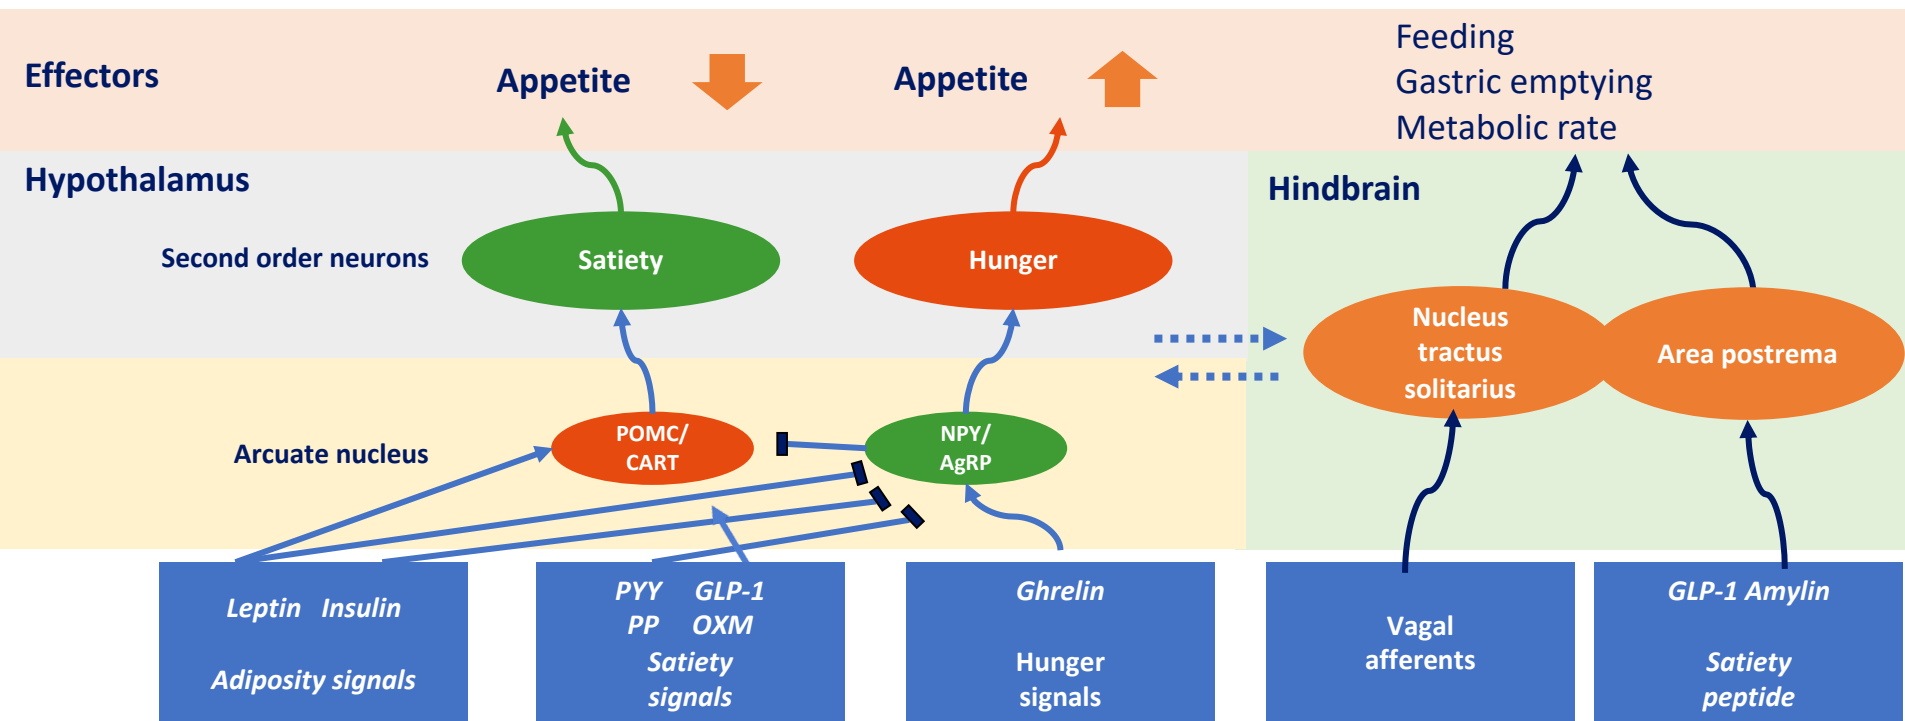 Feeding
Gastric emptying
Metabolic rate
Effectors
Appetite
Appetite
Hypothalamus
Hindbrain
Second order neurons
Satiety
Hunger
Nucleus
tractus
solitarius
Area postrema
Arcuate nucleus
POMC/
CART
NPY/
AgRP
Leptin Insulin
Adiposity signals
PYY GLP-1
PP OXM
Satiety
signals
Ghrelin
Hunger
signals
Vagal
afferents
GLP-1 Amylin
Satiety
peptide